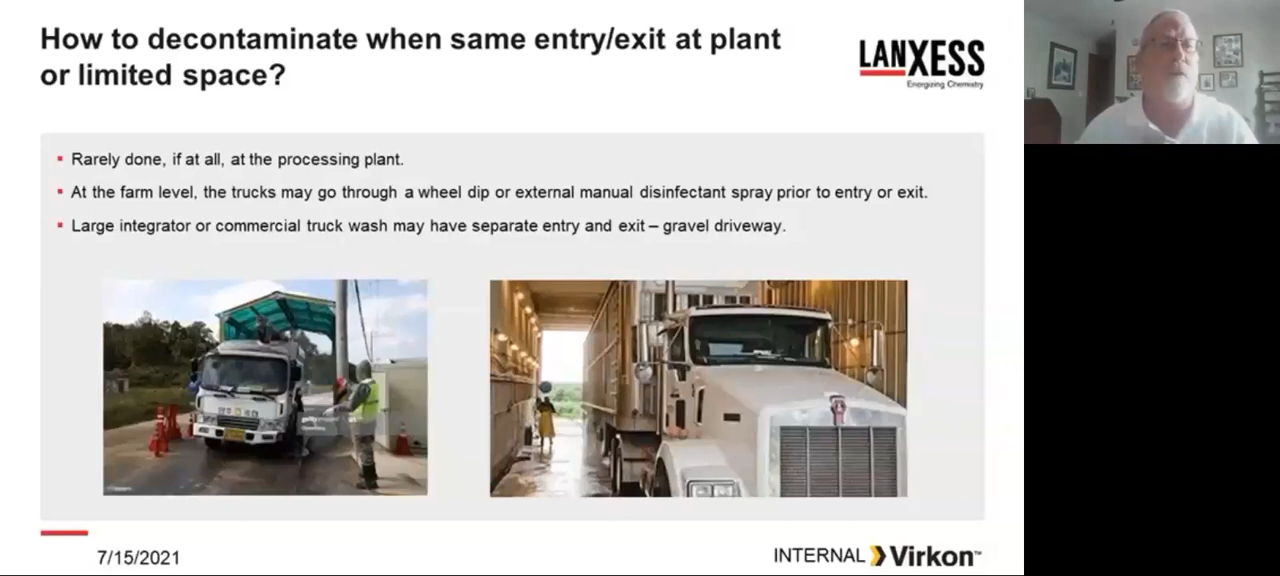 How to decontaminate when same entry/exit at plant
or limited space?
LANXESS
Energizing Chemistry
▪ Rarely done, if at all, at the processing plant.
▪ At the farm level, the trucks may go through a wheel dip or external manual disinfectant spray prior to entry or exit.
▪ Large integrator or commercial truck wash may have separate entry and exit – gravel driveway.
7/15/2021
INTERNAL Virkon™